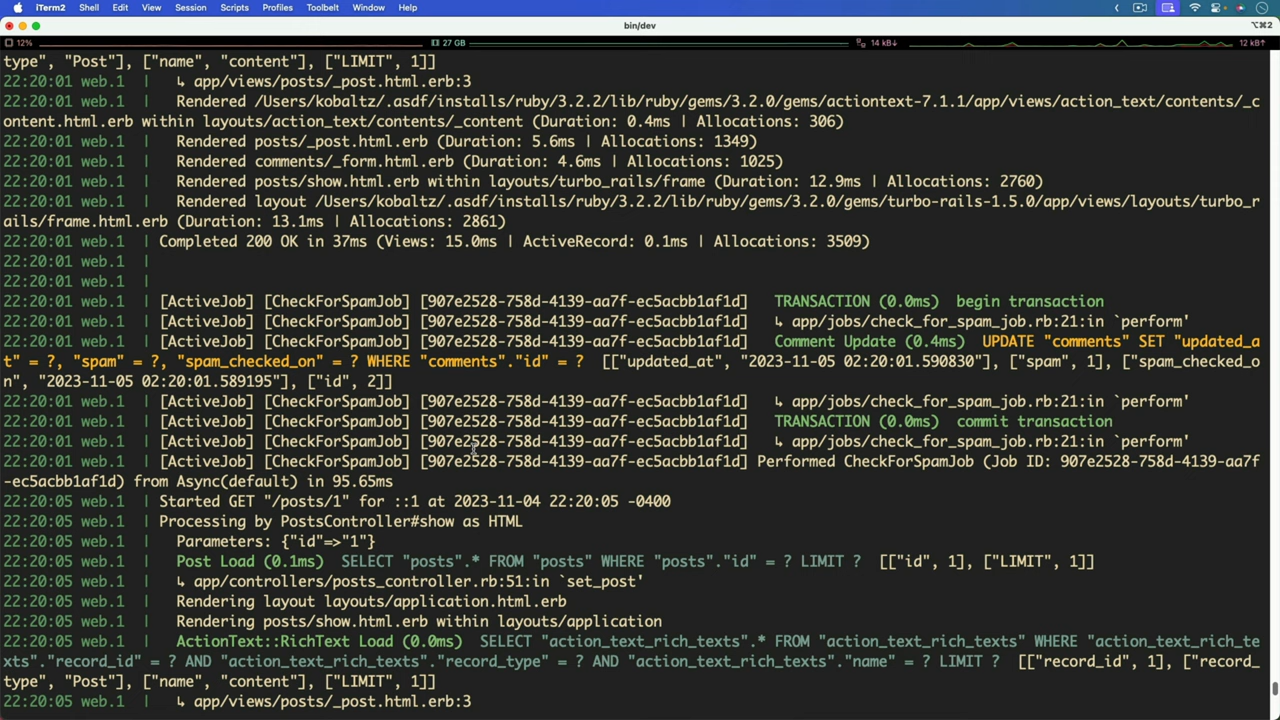 iTerm2 Shell Edit View Session Scripts Profiles Toolbelt Window Help
bin/dev
⌥⌘2
12% 27 GB 14 kB↓ 12 kB↑
type", "Post"], ["name", "content"], ["LIMIT", 1]]
22:20:01 web.1  |   ↳ app/views/posts/_post.html.erb:3
22:20:01 web.1  |   Rendered /Users/kobaltz/.asdf/installs/ruby/3.2.2/lib/ruby/gems/3.2.0/gems/actiontext-7.1.1/app/views/action_text/contents/_c
ontent.html.erb within layouts/action_text/contents/_content (Duration: 0.4ms | Allocations: 306)
22:20:01 web.1  |   Rendered posts/_post.html.erb (Duration: 5.6ms | Allocations: 1349)
22:20:01 web.1  |   Rendered comments/_form.html.erb (Duration: 4.6ms | Allocations: 1025)
22:20:01 web.1  |   Rendered posts/show.html.erb within layouts/turbo_rails/frame (Duration: 12.9ms | Allocations: 2760)
22:20:01 web.1  |   Rendered layout /Users/kobaltz/.asdf/installs/ruby/3.2.2/lib/ruby/gems/3.2.0/gems/turbo-rails-1.5.0/app/views/layouts/turbo_r
ails/frame.html.erb (Duration: 13.1ms | Allocations: 2861)
22:20:01 web.1  | Completed 200 OK in 37ms (Views: 15.0ms | ActiveRecord: 0.1ms | Allocations: 3509)
22:20:01 web.1  |
22:20:01 web.1  |
22:20:01 web.1  | [ActiveJob] [CheckForSpamJob] [907e2528-758d-4139-aa7f-ec5acbb1af1d]   TRANSACTION (0.0ms)  begin transaction
22:20:01 web.1  | [ActiveJob] [CheckForSpamJob] [907e2528-758d-4139-aa7f-ec5acbb1af1d]   ↳ app/jobs/check_for_spam_job.rb:21:in `perform'
22:20:01 web.1  | [ActiveJob] [CheckForSpamJob] [907e2528-758d-4139-aa7f-ec5acbb1af1d]   Comment Update (0.4ms)  UPDATE "comments" SET "updated_a
t" = ?, "spam" = ?, "spam_checked_on" = ? WHERE "comments"."id" = ?  [["updated_at", "2023-11-05 02:20:01.590830"], ["spam", 1], ["spam_checked_o
n", "2023-11-05 02:20:01.589195"], ["id", 2]]
22:20:01 web.1  | [ActiveJob] [CheckForSpamJob] [907e2528-758d-4139-aa7f-ec5acbb1af1d]   ↳ app/jobs/check_for_spam_job.rb:21:in `perform'
22:20:01 web.1  | [ActiveJob] [CheckForSpamJob] [907e2528-758d-4139-aa7f-ec5acbb1af1d]   TRANSACTION (0.0ms)  commit transaction
22:20:01 web.1  | [ActiveJob] [CheckForSpamJob] [907e2528-758d-4139-aa7f-ec5acbb1af1d]   ↳ app/jobs/check_for_spam_job.rb:21:in `perform'
22:20:01 web.1  | [ActiveJob] [CheckForSpamJob] [907e2528-758d-4139-aa7f-ec5acbb1af1d] Performed CheckForSpamJob (Job ID: 907e2528-758d-4139-aa7f
-ec5acbb1af1d) from Async(default) in 95.65ms
22:20:05 web.1  | Started GET "/posts/1" for ::1 at 2023-11-04 22:20:05 -0400
22:20:05 web.1  | Processing by PostsController#show as HTML
22:20:05 web.1  |   Parameters: {"id"=>"1"}
22:20:05 web.1  |   Post Load (0.1ms)  SELECT "posts".* FROM "posts" WHERE "posts"."id" = ? LIMIT ?  [["id", 1], ["LIMIT", 1]]
22:20:05 web.1  |   ↳ app/controllers/posts_controller.rb:51:in `set_post'
22:20:05 web.1  |   Rendering layout layouts/application.html.erb
22:20:05 web.1  |   Rendering posts/show.html.erb within layouts/application
22:20:05 web.1  |   ActionText::RichText Load (0.0ms)  SELECT "action_text_rich_texts".* FROM "action_text_rich_texts" WHERE "action_text_rich_te
xts"."record_id" = ? AND "action_text_rich_texts"."record_type" = ? AND "action_text_rich_texts"."name" = ? LIMIT ?  [["record_id", 1], ["record_
type", "Post"], ["name", "content"], ["LIMIT", 1]]
22:20:05 web.1  |   ↳ app/views/posts/_post.html.erb:3